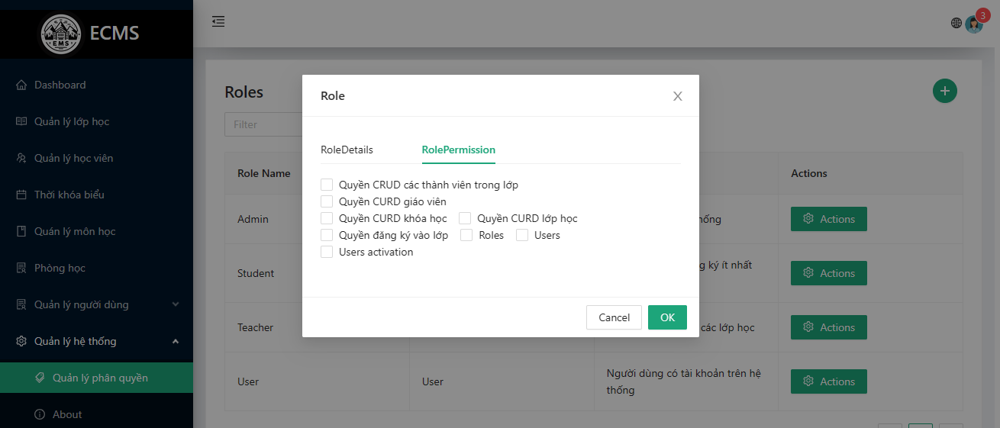 EMS
ECMS
3
Dashboard
Quản lý lớp học
Quản lý học viên
Thời khóa biểu
Quản lý môn học
Phòng học
Quản lý người dùng
Quản lý hệ thống
Quản lý phân quyền
About
Roles
Filter
Role Name
Actions
Admin
hống
Actions
Student
g ký ít nhất
Actions
Teacher
các lớp học
Actions
User
User
Người dùng có tài khoản trên hệ
thống
Actions
Role
RoleDetails
RolePermission
Quyền CRUD các thành viên trong lớp
Quyền CURD giáo viên
Quyền CURD khóa học Quyền CURD lớp học
Quyền đăng ký vào lớp Roles Users
Users activation
Cancel
OK